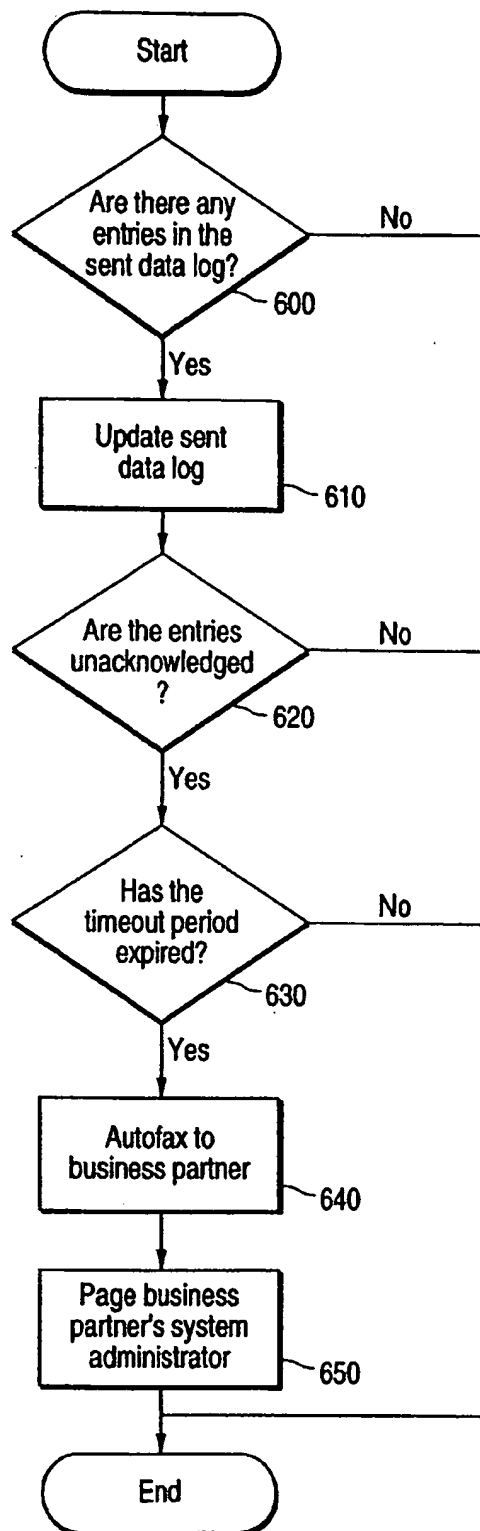 Start
Are there any
entries in the
sent data log?
No
600
Yes
Update sent
data log
610
Are the entries
unacknowledged
?
No
620
Yes
Has the
timeout period
expired?
No
630
Yes
Autofax to
business partner
640
Page business
partner's system
administrator
650
End